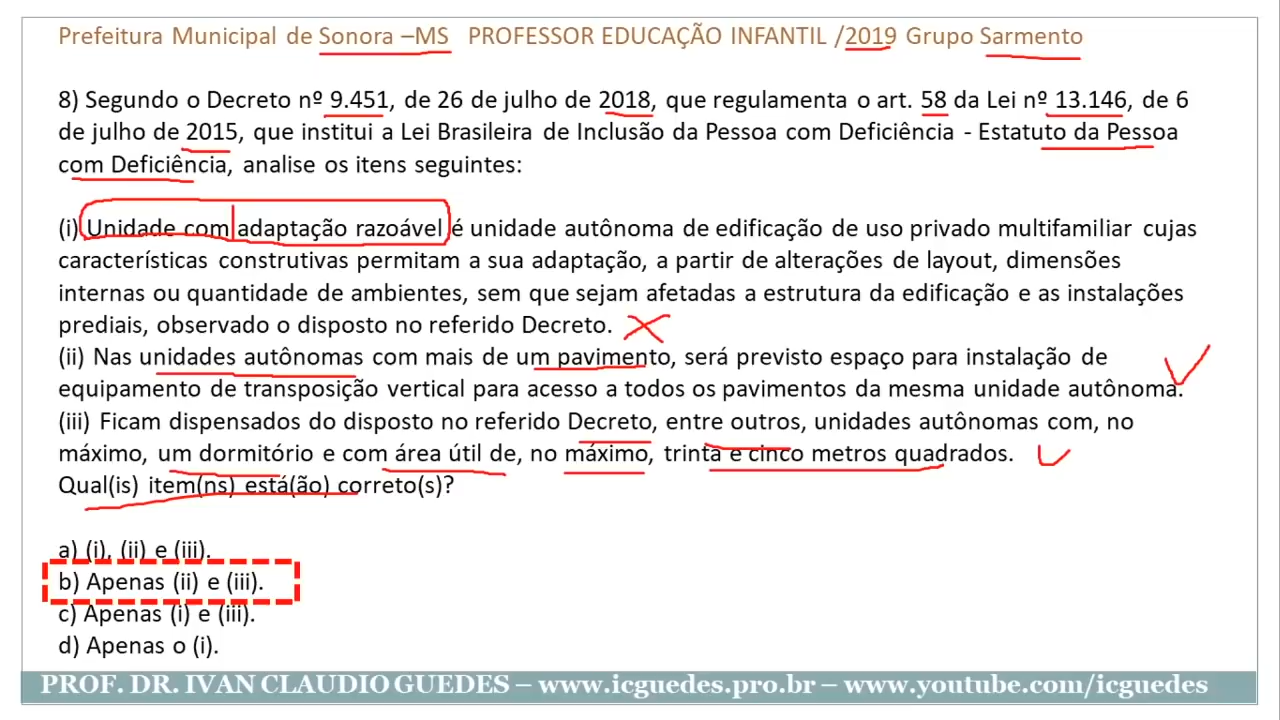 Prefeitura Municipal de Sonora –MS PROFESSOR EDUCAÇÃO INFANTIL /2019 Grupo Sarmento
8) Segundo o Decreto nº 9.451, de 26 de julho de 2018, que regulamenta o art. 58 da Lei nº 13.146, de 6
de julho de 2015, que institui a Lei Brasileira de Inclusão da Pessoa com Deficiência - Estatuto da Pessoa
com Deficiência, analise os itens seguintes:
(i) Unidade com adaptação razoável é unidade autônoma de edificação de uso privado multifamiliar cujas
características construtivas permitam a sua adaptação, a partir de alterações de layout, dimensões
internas ou quantidade de ambientes, sem que sejam afetadas a estrutura da edificação e as instalações
prediais, observado o disposto no referido Decreto.
(ii) Nas unidades autônomas com mais de um pavimento, será previsto espaço para instalação de
equipamento de transposição vertical para acesso a todos os pavimentos da mesma unidade autônoma.
(iii) Ficam dispensados do disposto no referido Decreto, entre outros, unidades autônomas com, no
máximo, um dormitório e com área útil de, no máximo, trinta e cinco metros quadrados.
Qual(is) item(ns) está(ão) correto(s)?
a) (i), (ii) e (iii).
b) Apenas (ii) e (iii).
c) Apenas (i) e (iii).
d) Apenas o (i).
PROF. DR. IVAN CLAUDIO GUEDES – www.icguedes.pro.br – www.youtube.com/icguedes